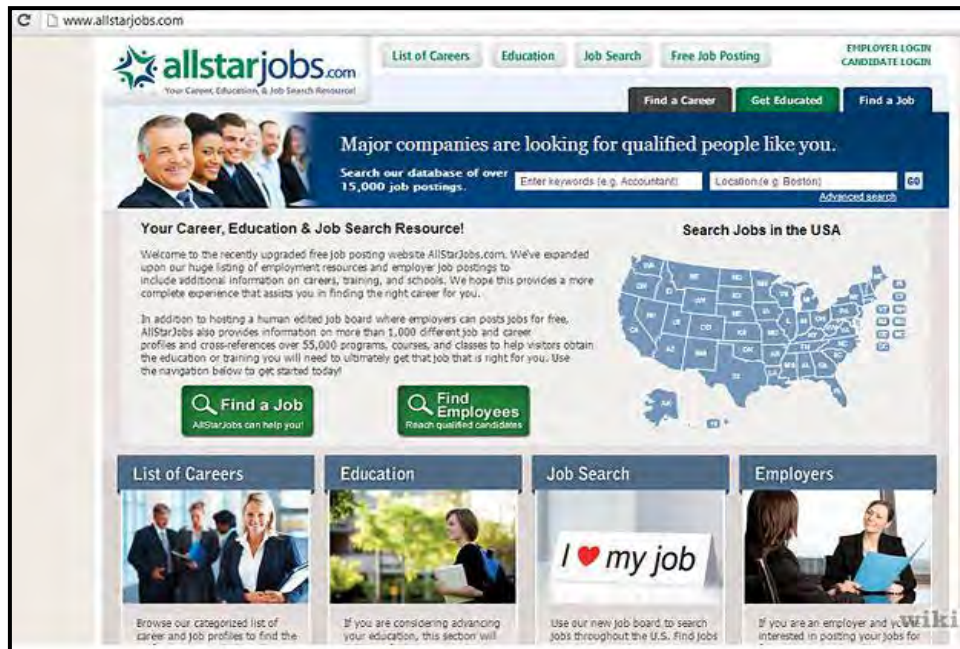 www.allstarjobs.com
allstarjobs.com
Your Career, Education, & Job Search Resource!
List of Careers
Education
Job Search
Free Job Posting
EMPLOYER LOGIN
CANDIDATE LOGIN
Find a Career
Get Educated
Find a Job
Major companies are looking for qualified people like you.
Search our database of over
15,000 job postings.
Enter keywords (e.g. Accountant)
Location (e.g. Boston)
GO
Advanced search
Your Career, Education & Job Search Resource!
Welcome to the recently upgraded free job posting website AllStarJobs.com. We've expanded
upon our huge listing of employment resources and employer job postings to
include additional information on careers, training, and schools. We hope this provides a more
complete experience that assists you in finding the right career for you.
In addition to hosting a human edited job board where employers can posts jobs for free,
AllStarJobs also provides information on more than 1,000 different job and career
profiles and cross-references over 55,000 programs, courses, and classes to help visitors obtain
the education or training you will need to ultimately get that job that is right for you. Use
the navigation below to get started today!
Find a Job
AllStarJobs can help you!
Find
Employees
Reach qualified candidates
Search Jobs in the USA
List of Careers
Education
Job Search
Employers
I ♥ my job
Browse our categorized list of
career and job profiles to find the
If you are considering advancing
your education, this section will
Use our new job board to search
jobs throughout the U.S. Find jobs
If you are an employer and
interested in posting your jobs for
wiki